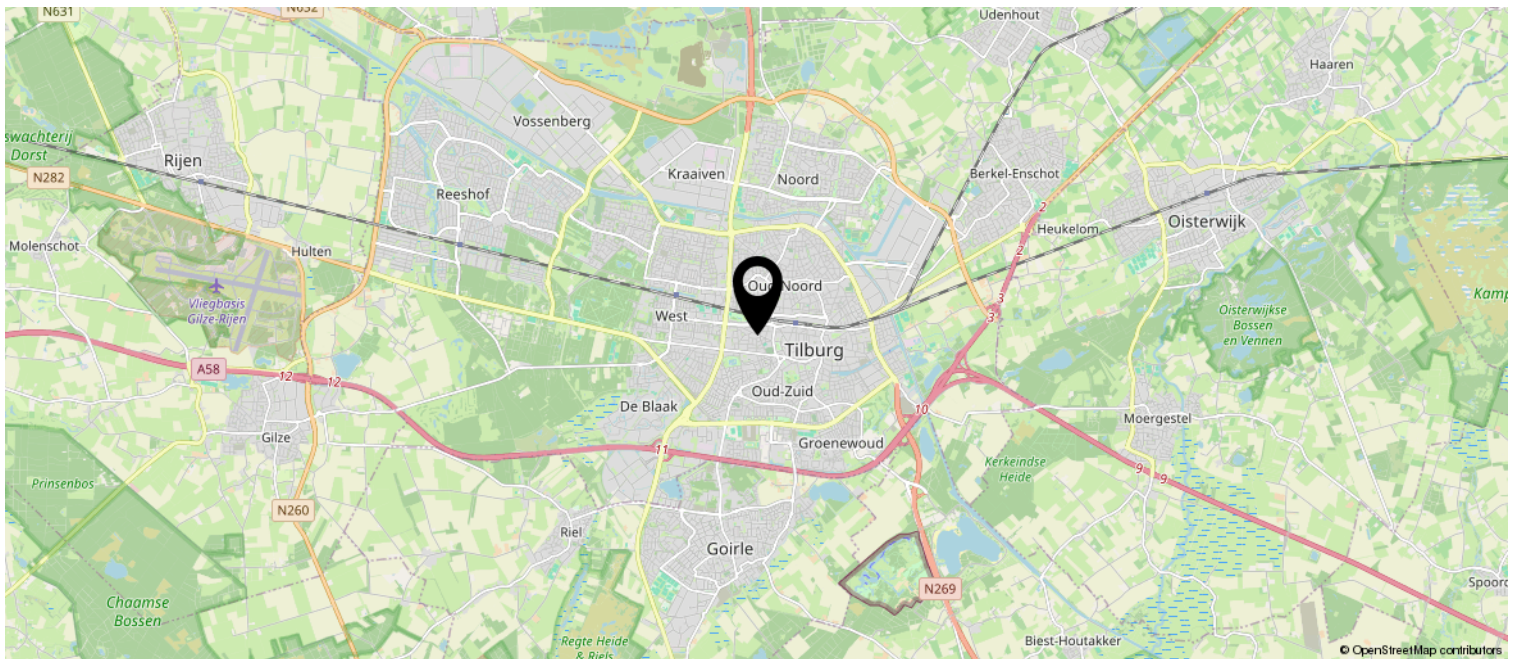 N631
N632
Udenhout
Haaren
Vossenberg
swachterij
Dorst
Rijen
N282
Kraaiven
Noord
Berkel-Enschot
Reeshof
2
Oisterwijk
Heukelom
Molenschot
Hulten
2
Oud-Noord
Vliegbasis
Gilze-Rijen
3
3
Kamp
West
Oisterwijkse
Bossen
en Vennen
Tilburg
A58
12
12
Oud-Zuid
De Blaak
10
Moergestel
Gilze
Groenewoud
11
Kerkeindse
Heide
9
9
Prinsenbos
N260
Riel
Goirle
N269
Spoord
Chaamse
Bossen
Regte Heide
& Riels
Biest-Houtakker
© OpenStreetMap contributors